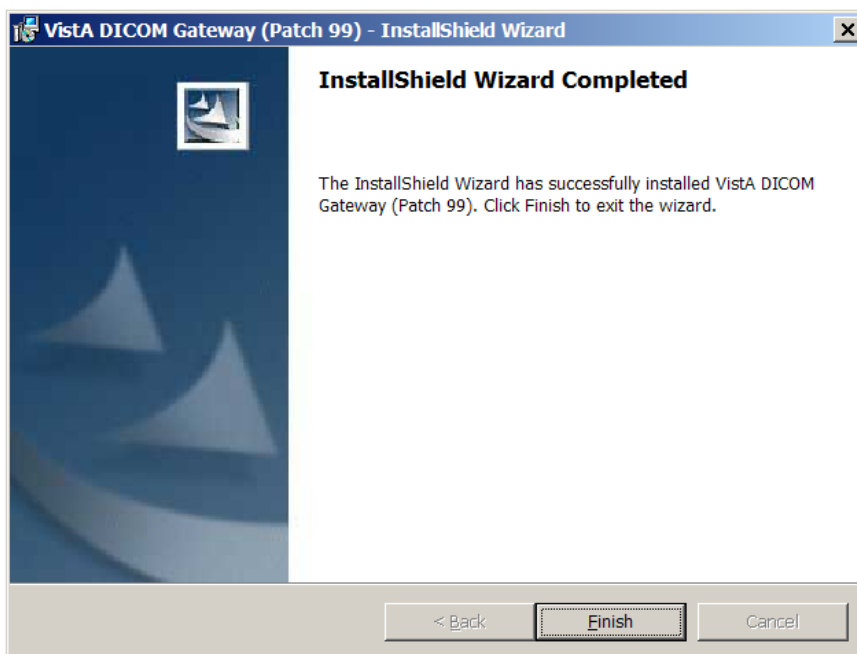 VistA DICOM Gateway (Patch 99) - InstallShield Wizard
InstallShield Wizard Completed
The InstallShield Wizard has successfully installed VistA DICOM
Gateway (Patch 99). Click Finish to exit the wizard.
< Back Finish Cancel